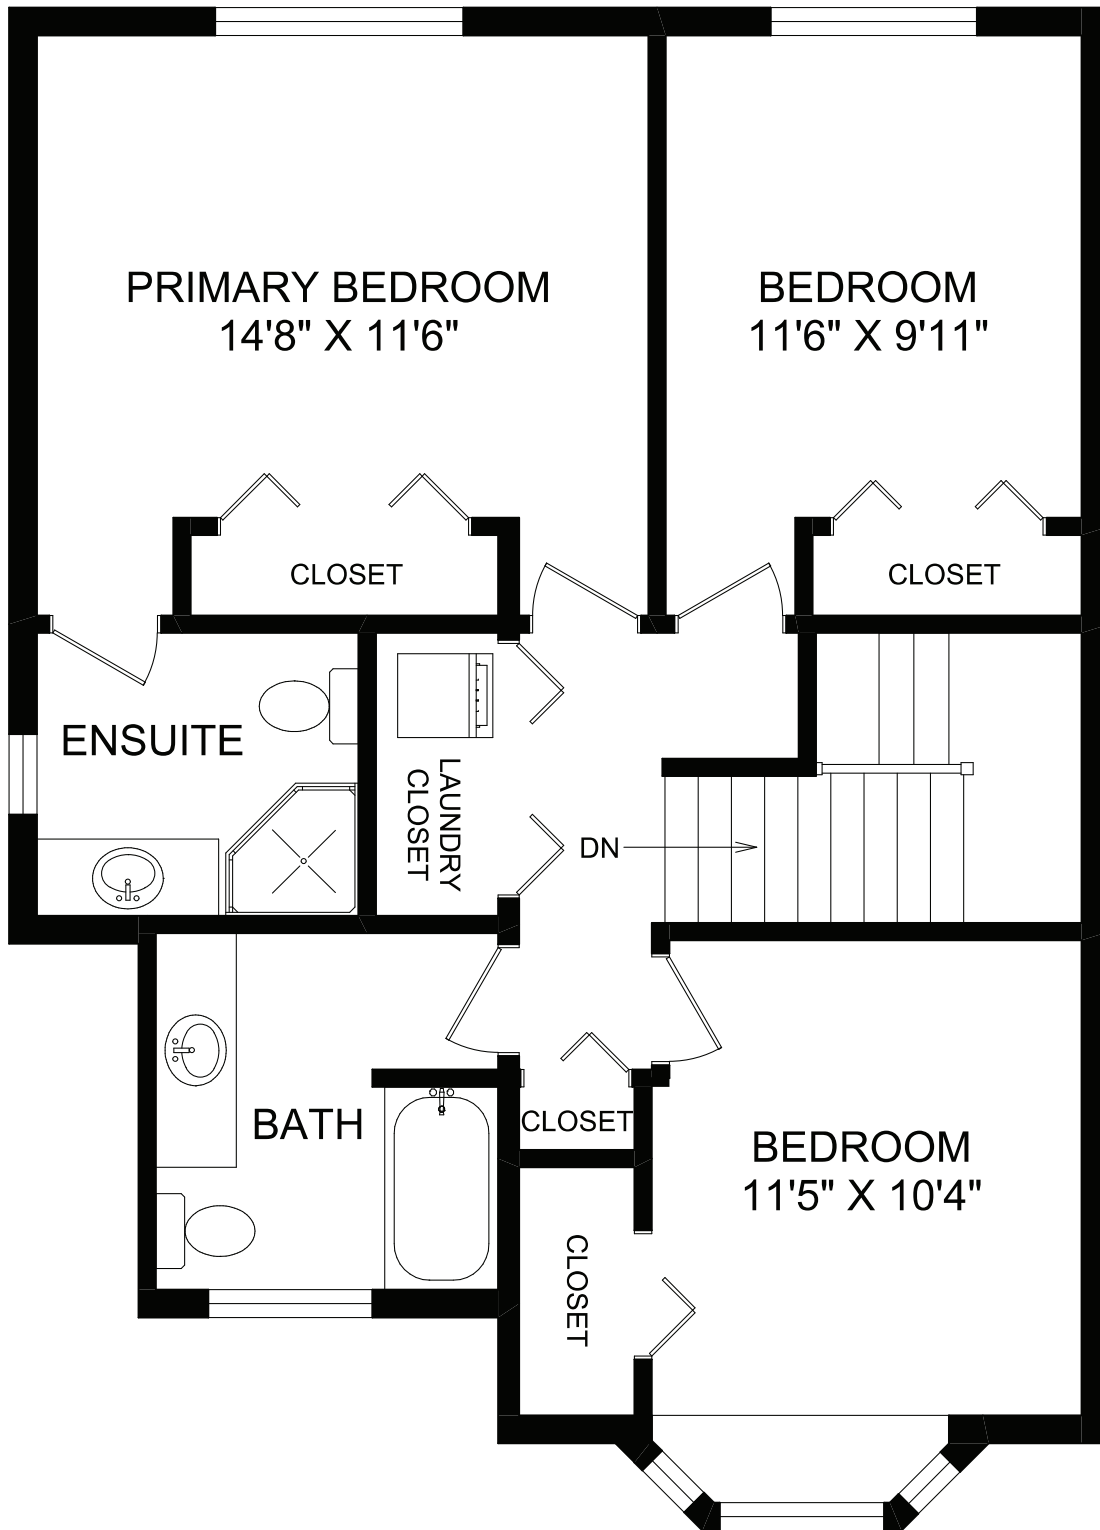 PRIMARY BEDROOM
14'8" X 11'6"
BEDROOM
11'6" X 9'11"
CLOSET
CLOSET
ENSUITE
LAUNDRY
CLOSET
DN
BATH
CLOSET
BEDROOM
11'5" X 10'4"
CLOSET